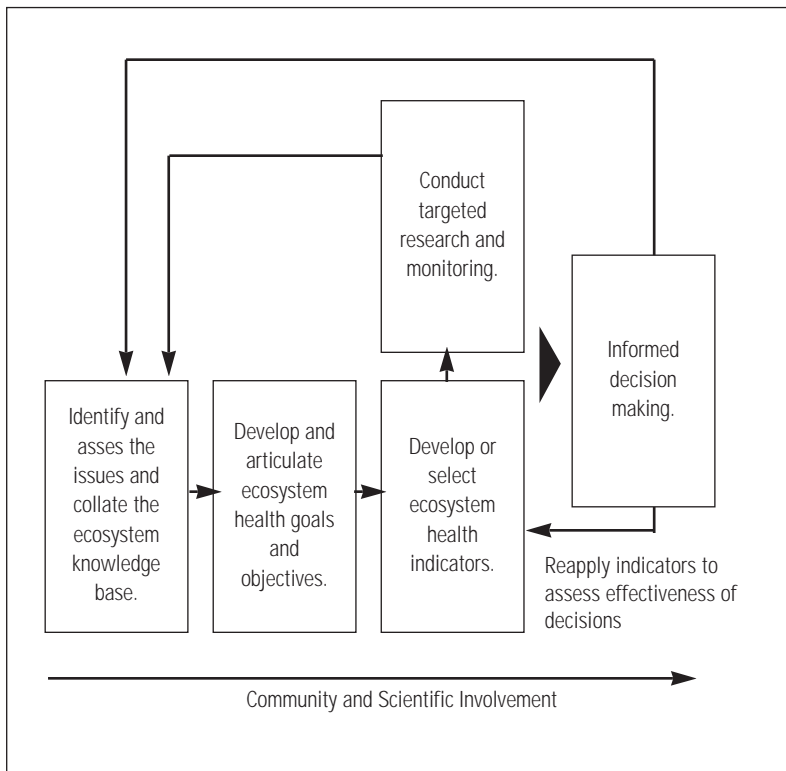 Conduct
targeted
research and
monitoring.
Informed
decision
making.
Identify and
asses the
issues and
collate the
ecosystem
knowledge
base.
Develop and
articulate
ecosystem
health goals
and
objectives.
Develop or
select
ecosystem
health
indicators.
Reapply indicators to
assess effectiveness of
decisions
Community and Scientific Involvement